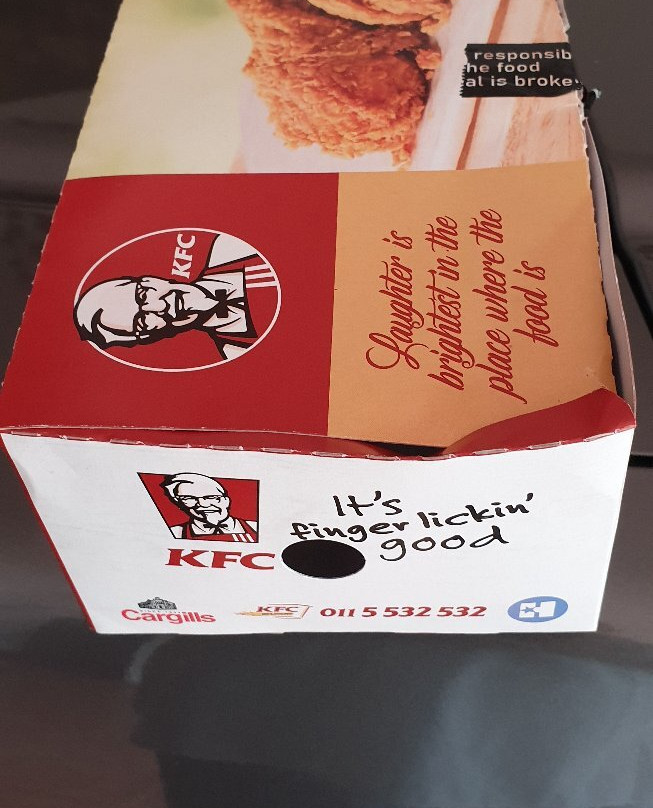 responsib
he food
al is broke
KFC
Laughter is
brightest in the
place where the
food is
It's
finger lickin'
good
KFC
Cargills
KFC
011 5 532 532